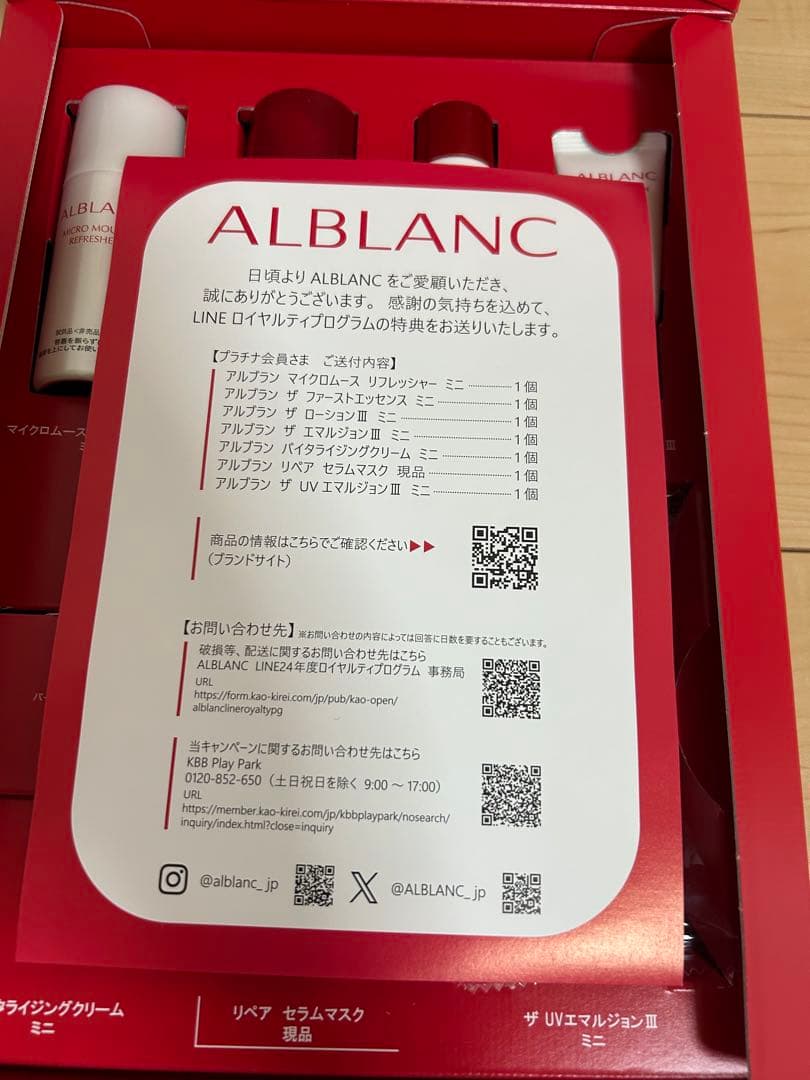 ALBLA
MICRO MOU
REFRESHE
ALBLANC
マイクロムース
ミ
Ⅲ
ALBLANC
日頃より ALBLANC をご愛顧いただき、
誠にありがとうございます。 感謝の気持ちを込めて、
LINE ロイヤルティプログラムの特典をお送りいたします。
【プラチナ会員さま ご送付内容】
アルブラン マイクロムース リフレッシャー ミニ ……………… 1個
アルブラン ザ ファーストエッセンス ミニ ……………… 1個
アルブラン ザ ローションⅢ ミニ ……………… 1個
アルブラン ザ エマルジョンⅢ ミニ ……………… 1個
アルブラン バイタライジングクリーム ミニ ……………… 1個
アルブラン リペア セラムマスク 現品 ……………… 1個
アルブラン ザ UV エマルジョンⅢ ミニ ……………… 1個
商品の情報はこちらでご確認ください▶▶
(ブランドサイト)
【お問い合わせ先】※お問い合わせの内容によっては回答に日数を要することもございます。
破損等、配送に関するお問い合わせ先はこちら
ALBLANC LINE24年度ロイヤルティプログラム 事務局
URL
https://form.kao-kirei.com/jp/pub/kao-open/
alblanclineroyaltypg
当キャンペーンに関するお問い合わせ先はこちら
KBB Play Park
0120-852-650（土日祝日を除く 9:00 ～ 17:00）
URL
https://member.kao-kirei.com/jp/kbbplaypark/nosearch/
inquiry/index.html?close=inquiry
@alblanc_jp
@ALBLANC_jp
タライジングクリーム
ミニ
リペア セラムマスク
現品
ザ UVエマルジョンⅢ
ミニ